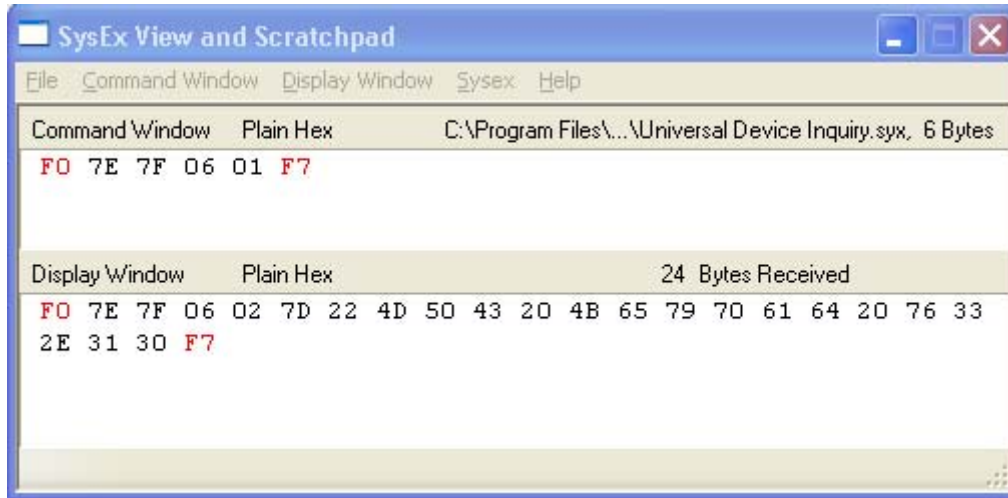 SysEx View and Scratchpad
File Command Window Display Window Sysex Help
Command Window Plain Hex C:\Program Files\...\Universal Device Inquiry.syx, 6 Bytes
F0 7E 7F 06 01 F7
Display Window Plain Hex 24 Bytes Received
F0 7E 7F 06 02 7D 22 4D 50 43 20 4B 65 79 70 61 64 20 76 33
2E 31 30 F7